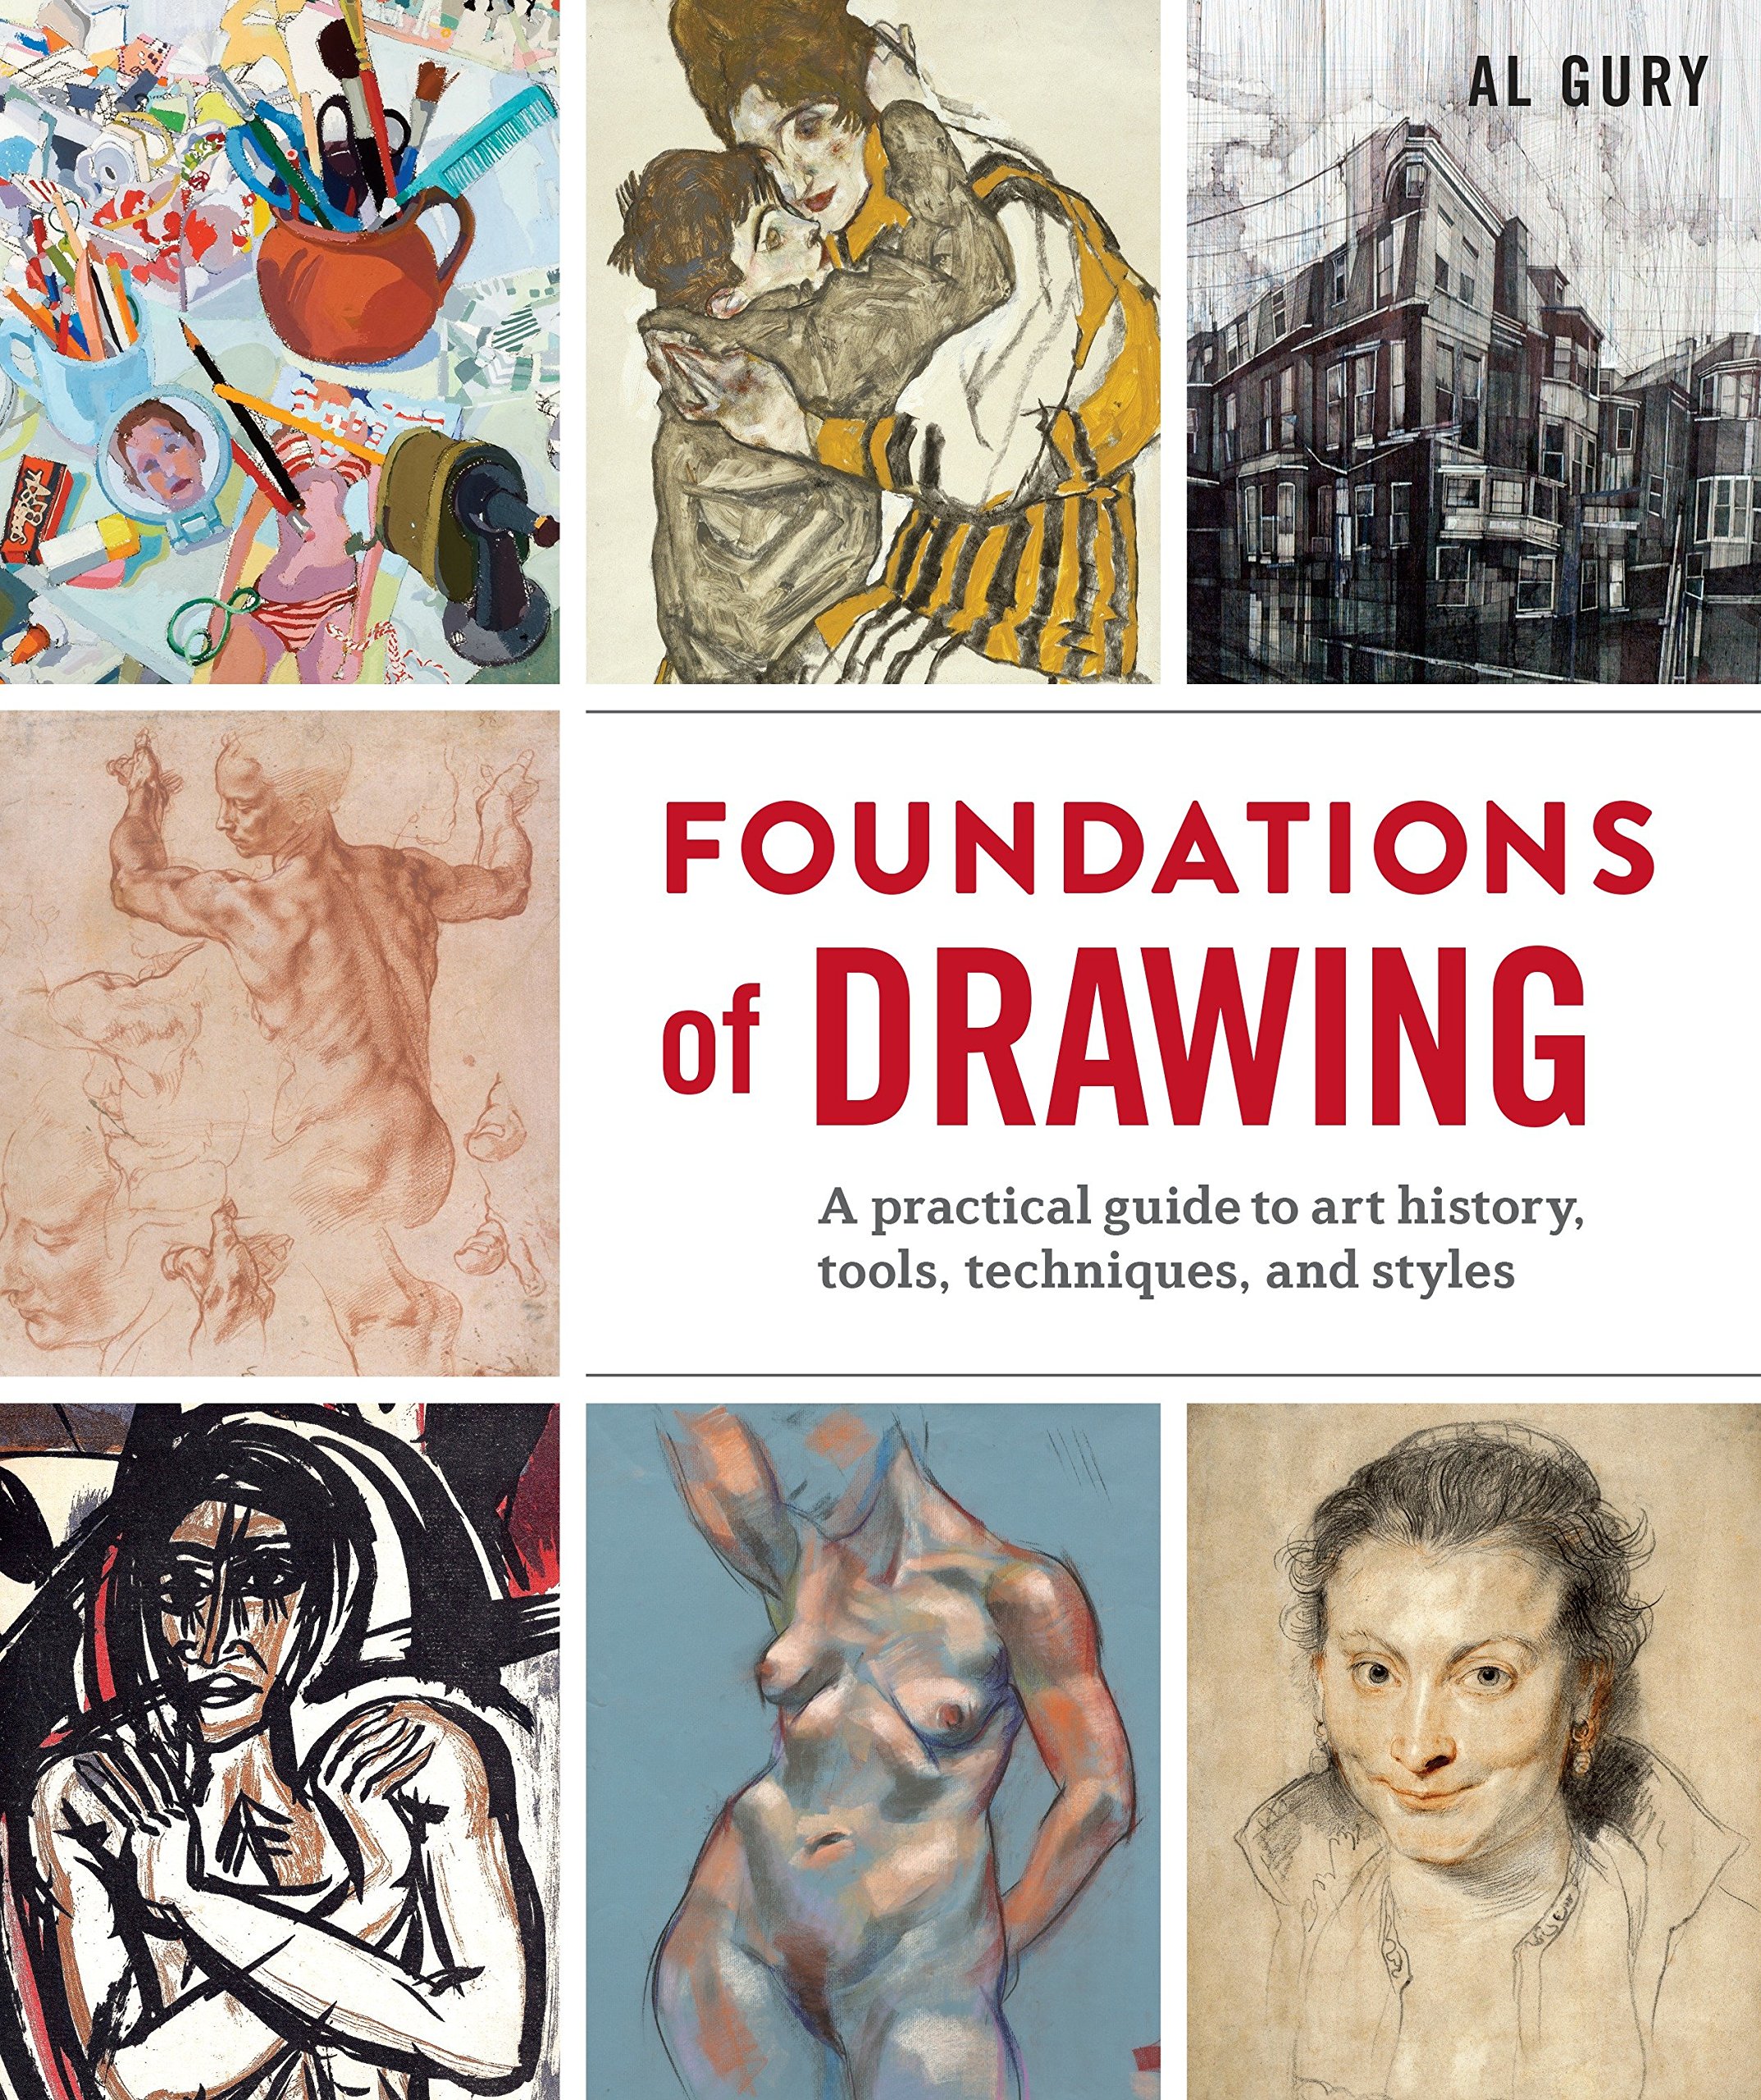 AL GURY
FOUNDATIONS
of DRAWING
A practical guide to art history,
tools, techniques, and styles